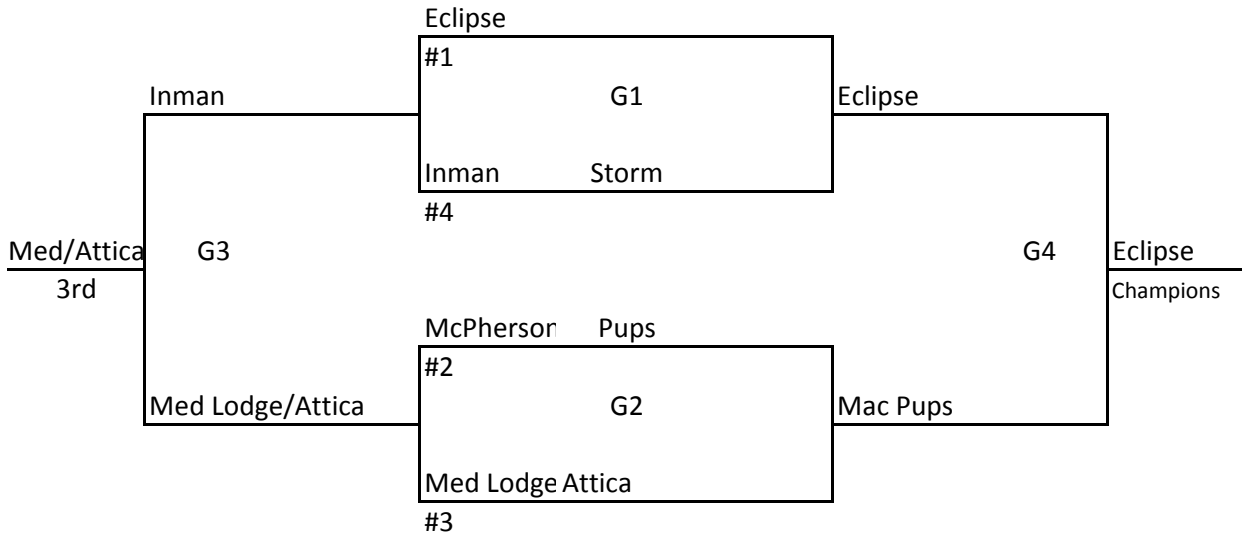 Eclipse
#1
Inman G1 Eclipse
Inman Storm
#4
Med/Attica G3 G4 Eclipse
3rd Champions
McPherson Pups
#2
Med Lodge/Attica G2 Mac Pups
Med Lodge Attica
#3